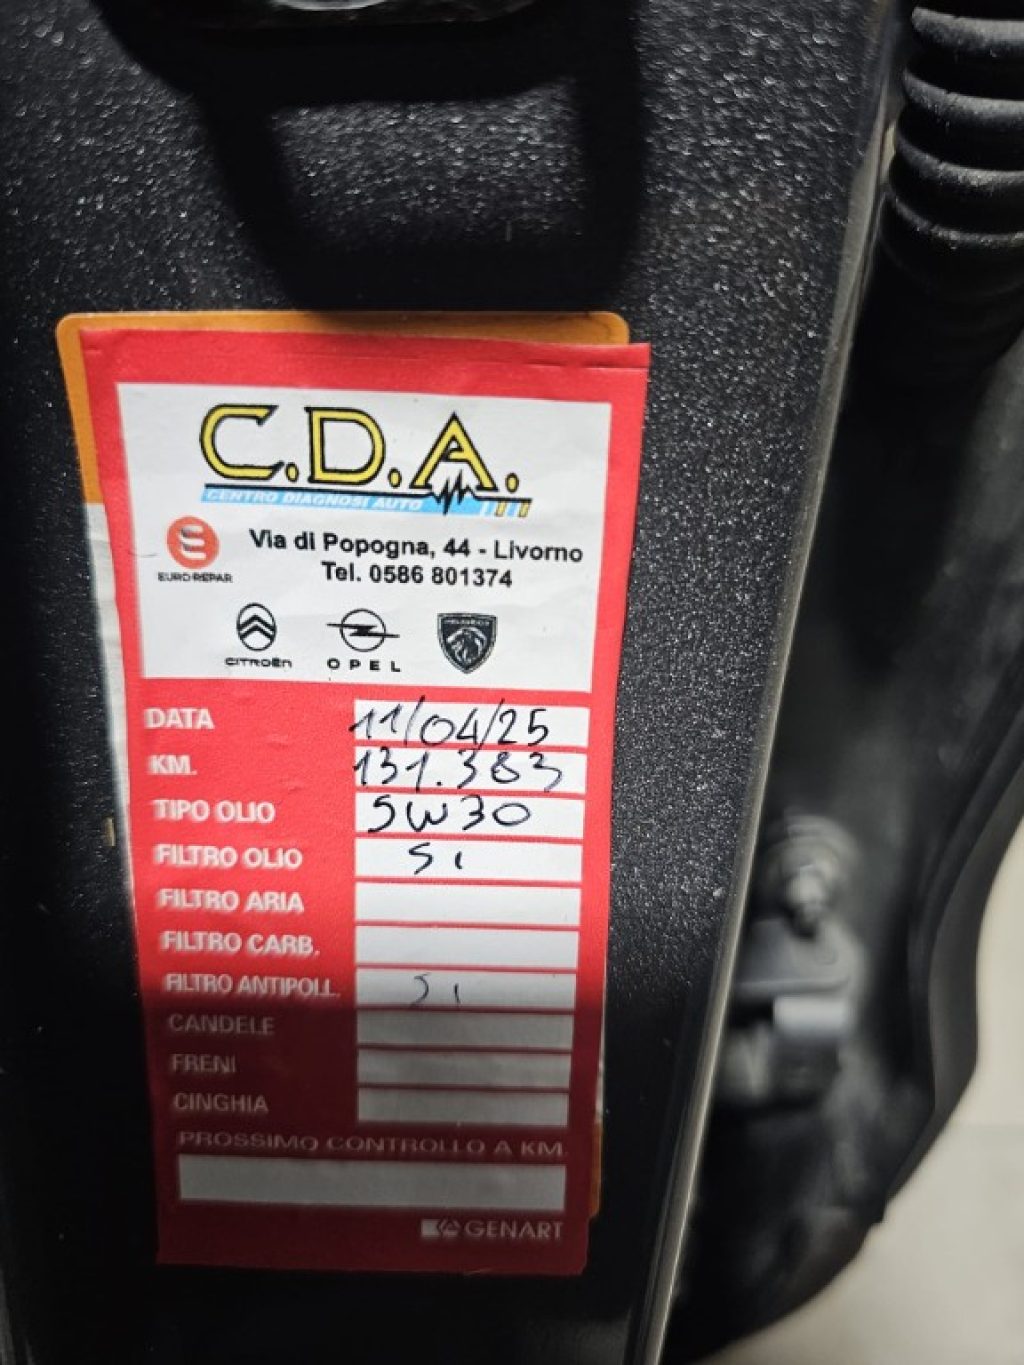 C.D.A.
CENTRO DIAGNOSI AUTO
Via di Popogna, 44 - Livorno
Tel. 0586 801374
EUROREPAR
CITROËN OPEL PEUGEOT
DATA 11/04/25
KM. 131.383
TIPO OLIO 5W30
FILTRO OLIO SI
FILTRO ARIA
FILTRO CARB.
FILTRO ANTIPOLL. SI
CANDELE
FRENI
CINGHIA
PROSSIMO CONTROLLO A KM
GENART